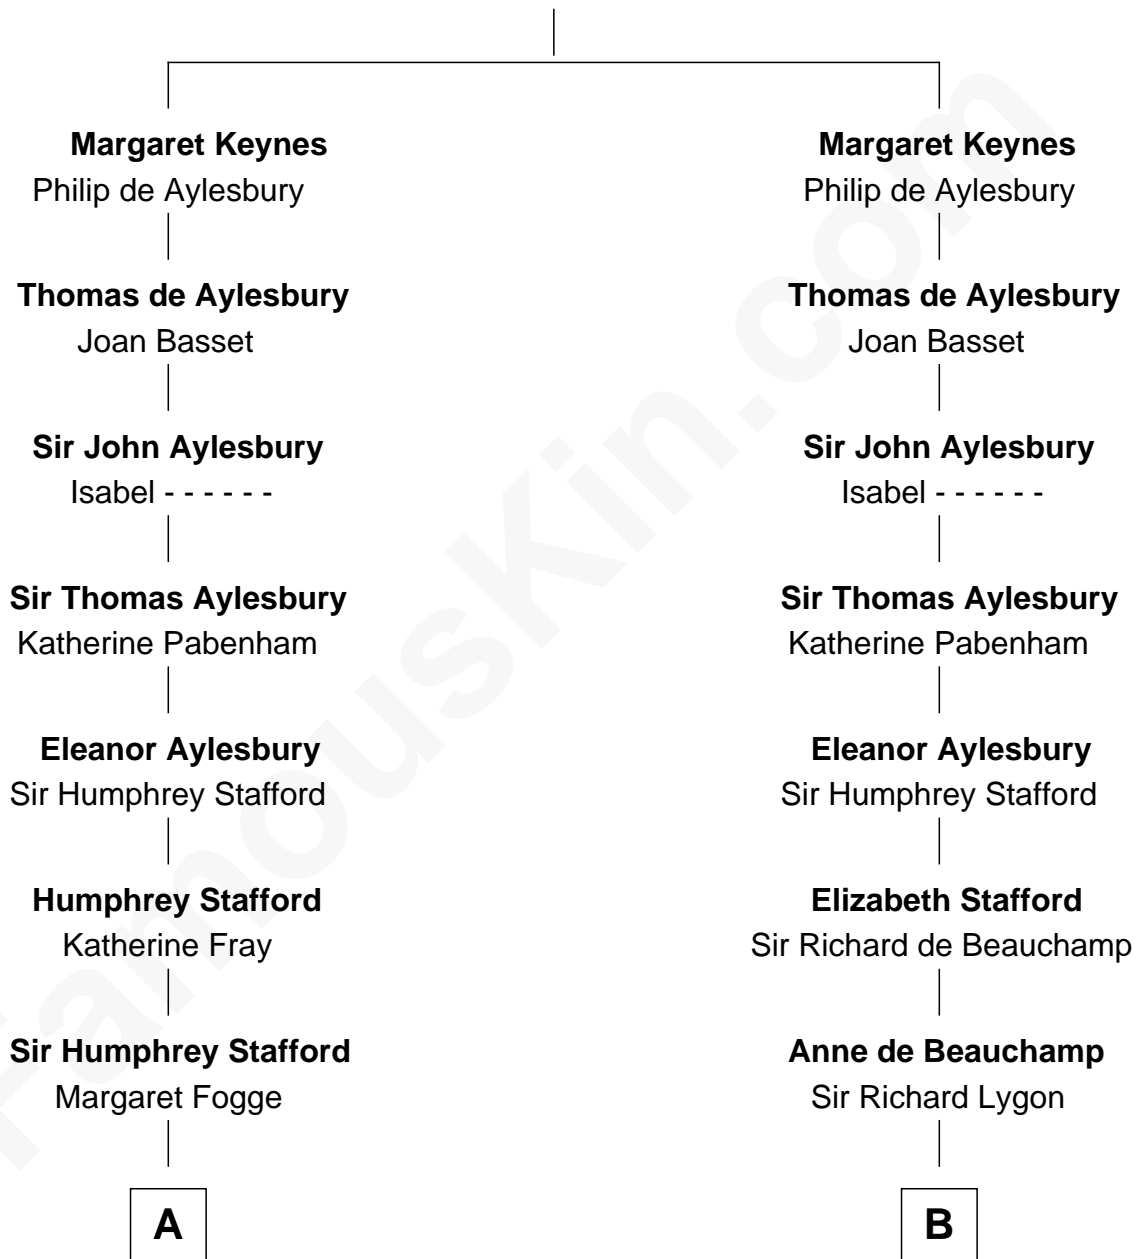 Margaret Keynes
Philip de Aylesbury
Thomas de Aylesbury
Joan Basset
Sir John Aylesbury
Isabel - - - - - -
Sir Thomas Aylesbury
Katherine Pabenham
Eleanor Aylesbury
Sir Humphrey Stafford
Humphrey Stafford
Katherine Fray
Sir Humphrey Stafford
Margaret Fogge
A
Margaret Keynes
Philip de Aylesbury
Thomas de Aylesbury
Joan Basset
Sir John Aylesbury
Isabel - - - - - -
Sir Thomas Aylesbury
Katherine Pabenham
Eleanor Aylesbury
Sir Humphrey Stafford
Elizabeth Stafford
Sir Richard de Beauchamp
Anne de Beauchamp
Sir Richard Lygon
B
FamousKin.com